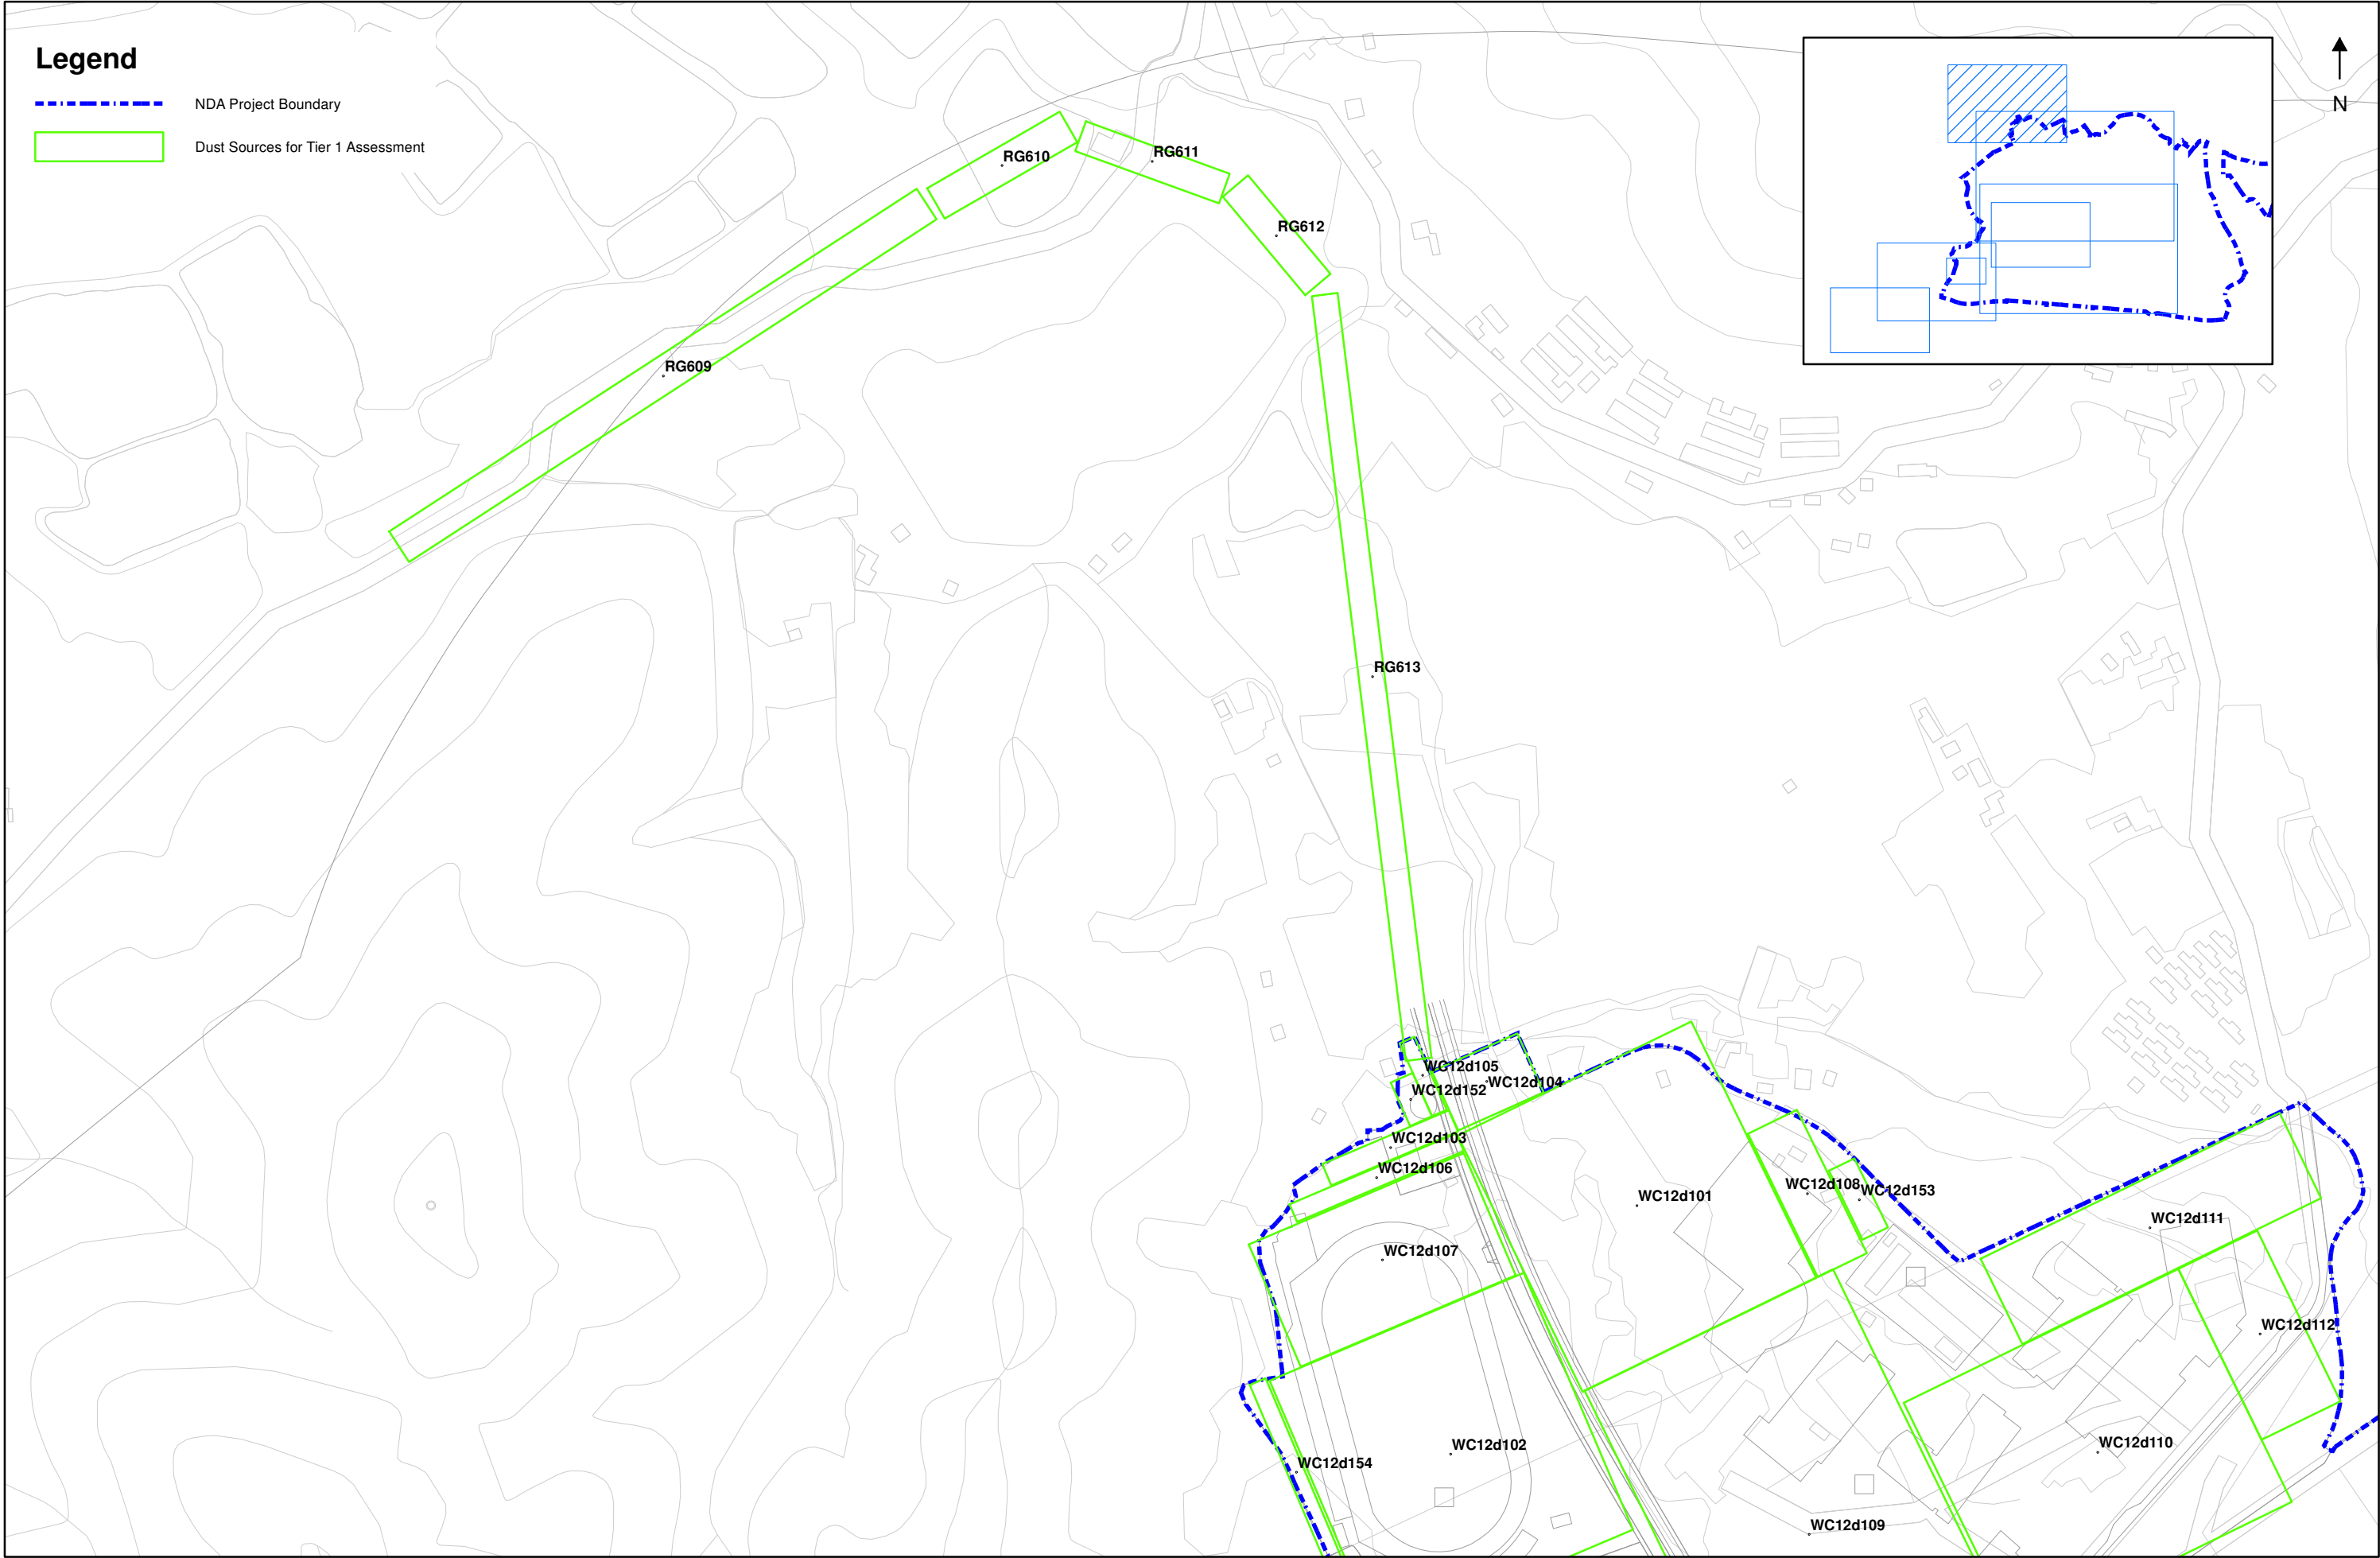 Legend
NDA Project Boundary
Dust Sources for Tier 1 Assessment
N
RG610
RG611
RG612
RG609
RG613
WC12d105
WC12d104
WC12d152
WC12d103
WC12d106
WC12d101
WC12d108
WC12d153
WC12d111
WC12d107
WC12d112
WC12d102
WC12d110
WC12d154
WC12d109